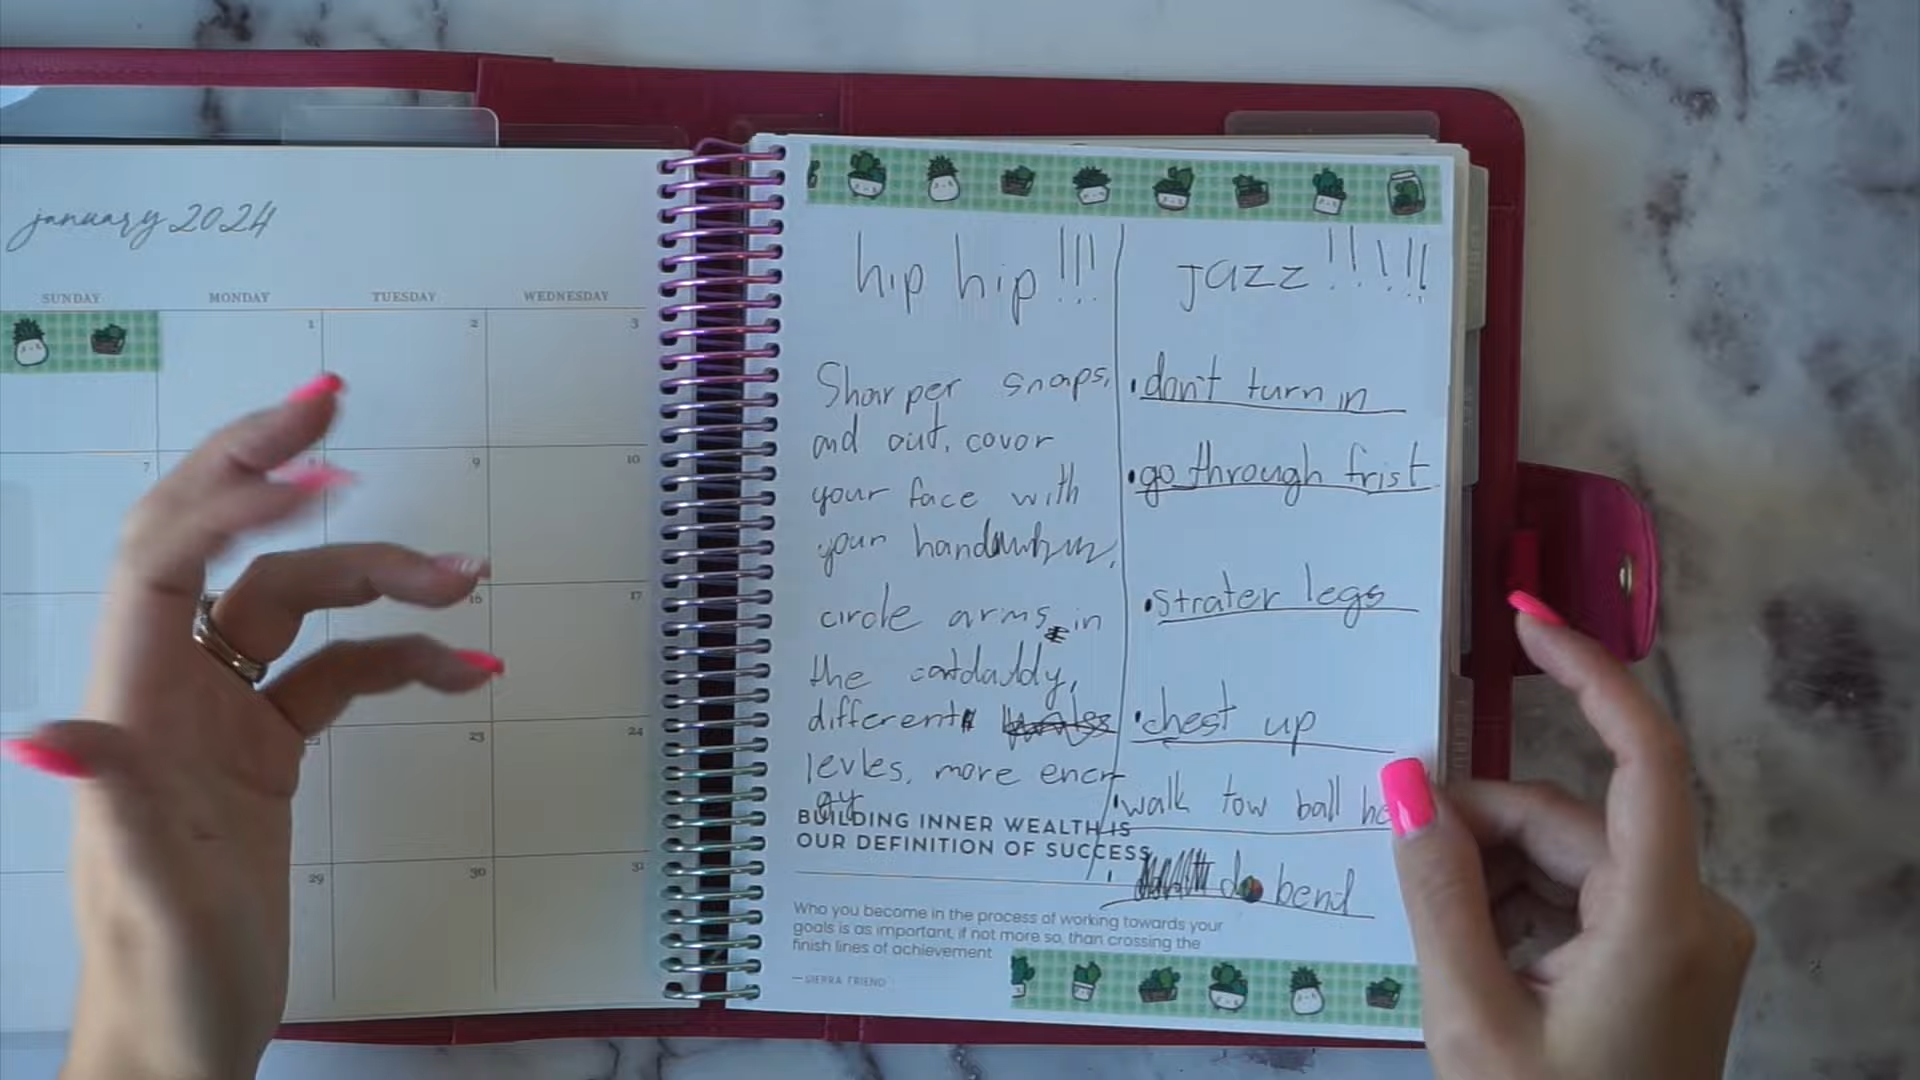 january 2024
SUNDAY MONDAY TUESDAY WEDNESDAY
1 2 3
7 9 10
16 17
22 23 24
29 30 31
hip hip !!!
Sharper snaps,
and out, covor
your face with
your hand
circle arms in
the catdaddy,
different
levles, more ener
gy
jazz !!!!!
• don't turn in
• go through frist
• strater legs
• chest up
• walk tow ball
• do bend
BUILDING INNER WEALTH IS
OUR DEFINITION OF SUCCESS
Who you become in the process of working towards your
goals is as important, if not more so, than crossing the
finish lines of achievement
— SIERRA FRIEND